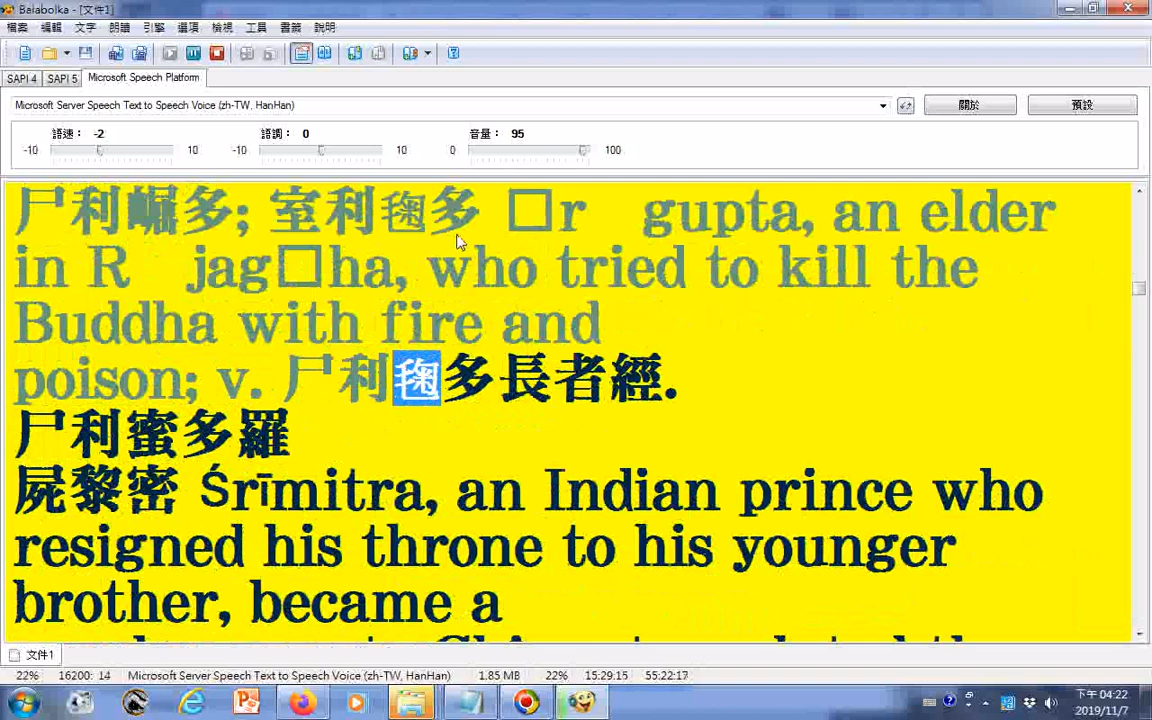 Balabolka - [文件1]
檔案 編輯 文字 朗讀 引擎 選項 檢視 工具 書籤 說明
SAPI 4 SAPI 5 Microsoft Speech Platform
Microsoft Server Speech Text to Speech Voice (zh-TW, HanHan) 關於 預設
語速： -2 語調： 0 音量： 95
-10 10 -10 10 0 100
尸利崛多; 室利毱多 □r gupta, an elder
in R jag□ha, who tried to kill the
Buddha with fire and
poison; v. 尸利毱多長者經.
尸利蜜多羅
屍黎密 Śrīmitra, an Indian prince who
resigned his throne to his younger
brother, became a
文件1
22% 16200: 14 Microsoft Server Speech Text to Speech Voice (zh-TW, HanHan) 1.85 MB 22% 15:29:15 55:22:17
下午 04:22
2019/11/7